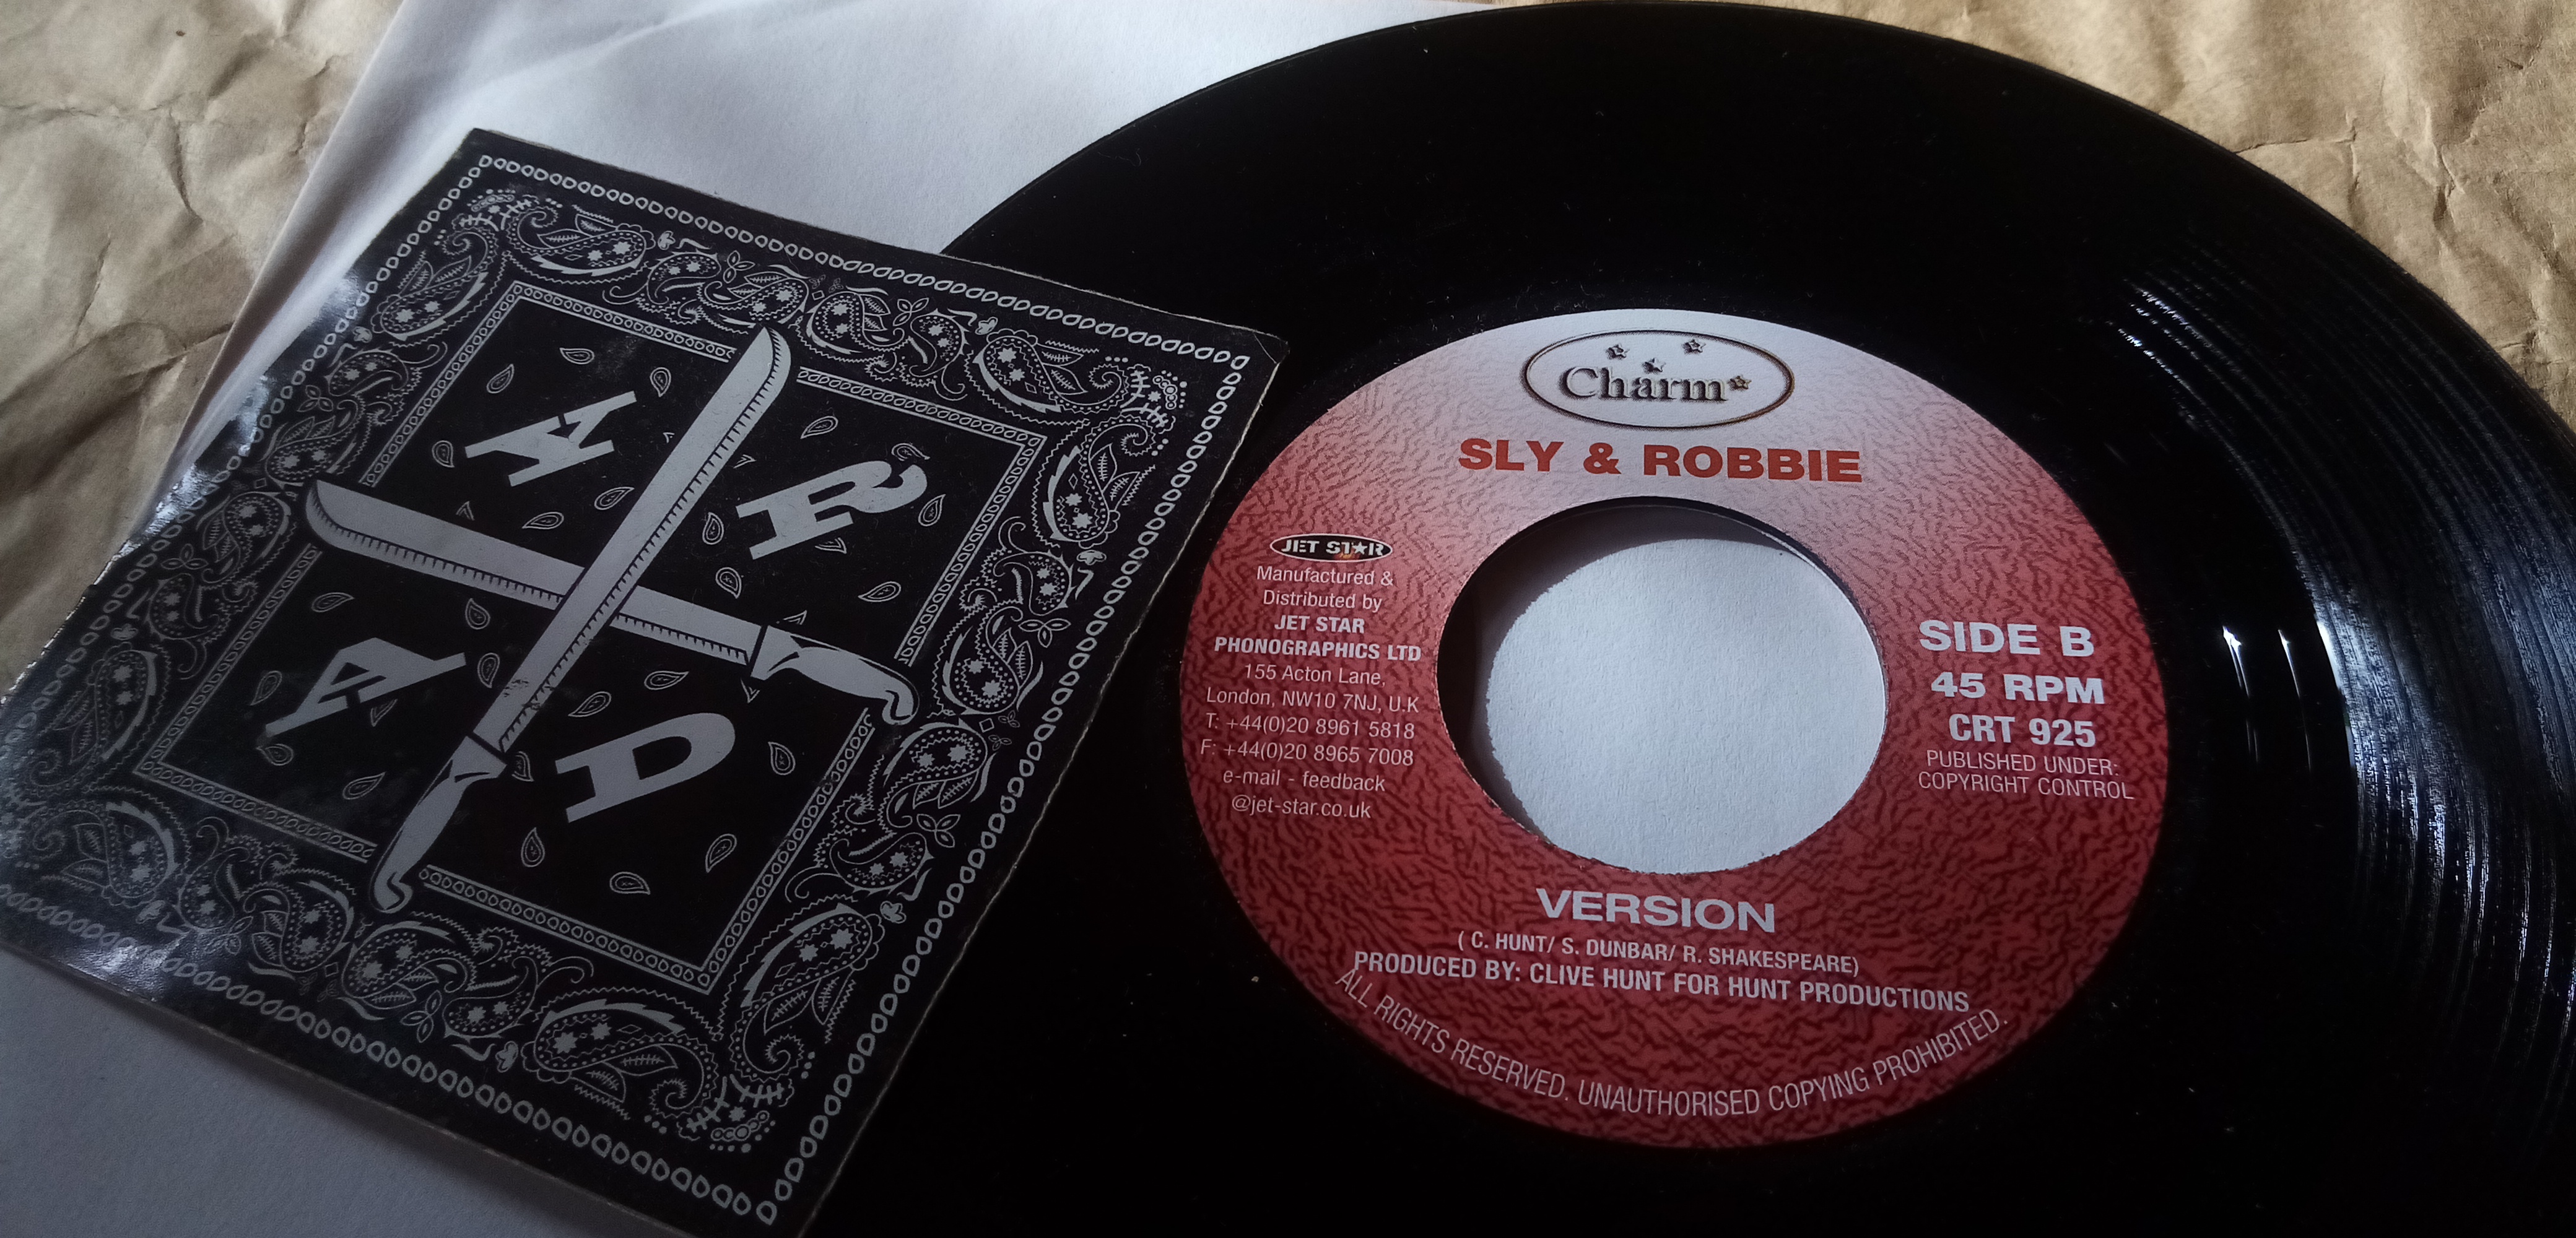 A R
A D
Charm
SLY & ROBBIE
JET STAR
Manufactured &
Distributed by
JET STAR
PHONOGRAPHICS LTD
155 Acton Lane,
London, NW10 7NJ, U.K
T: +44(0)20 8961 5818
F: +44(0)20 8965 7008
e-mail - feedback
@jet-star.co.uk
SIDE B
45 RPM
CRT 925
PUBLISHED UNDER:
COPYRIGHT CONTROL
VERSION
( C. HUNT/ S. DUNBAR/ R. SHAKESPEARE)
PRODUCED BY: CLIVE HUNT FOR HUNT PRODUCTIONS
ALL RIGHTS RESERVED. UNAUTHORISED COPYING PROHIBITED.